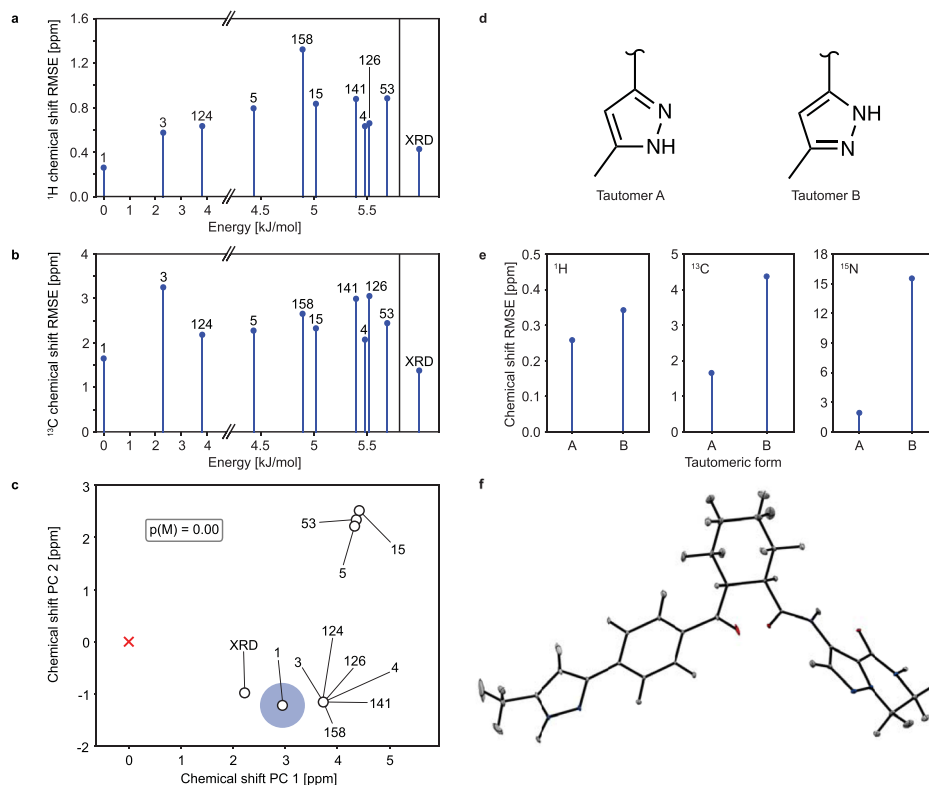 a
¹H chemical shift RMSE [ppm]
1.6
1.2
0.8
0.4
0.0
1
3
124
5
158
15
141
4
126
53
XRD
0 1 2 3 4 4.5 5 5.5
Energy [kJ/mol]
b
¹³C chemical shift RMSE [ppm]
4
3
2
1
0
1
3
124
5
158
15
141
4
126
53
XRD
0 1 2 3 4 4.5 5 5.5
Energy [kJ/mol]
c
Chemical shift PC 2 [ppm]
3
2
1
0
-1
-2
p(M) = 0.00
53
15
5
XRD
1
3
124
126
4
141
158
0 1 2 3 4 5
Chemical shift PC 1 [ppm]
d
N
NH
Tautomer A
NH
N
Tautomer B
e
Chemical shift RMSE [ppm]
¹H
0.5
0.4
0.3
0.2
0.1
0.0
A B
¹³C
5
4
3
2
1
0
A B
¹⁵N
18
15
12
9
6
3
0
A B
Tautomeric form
f